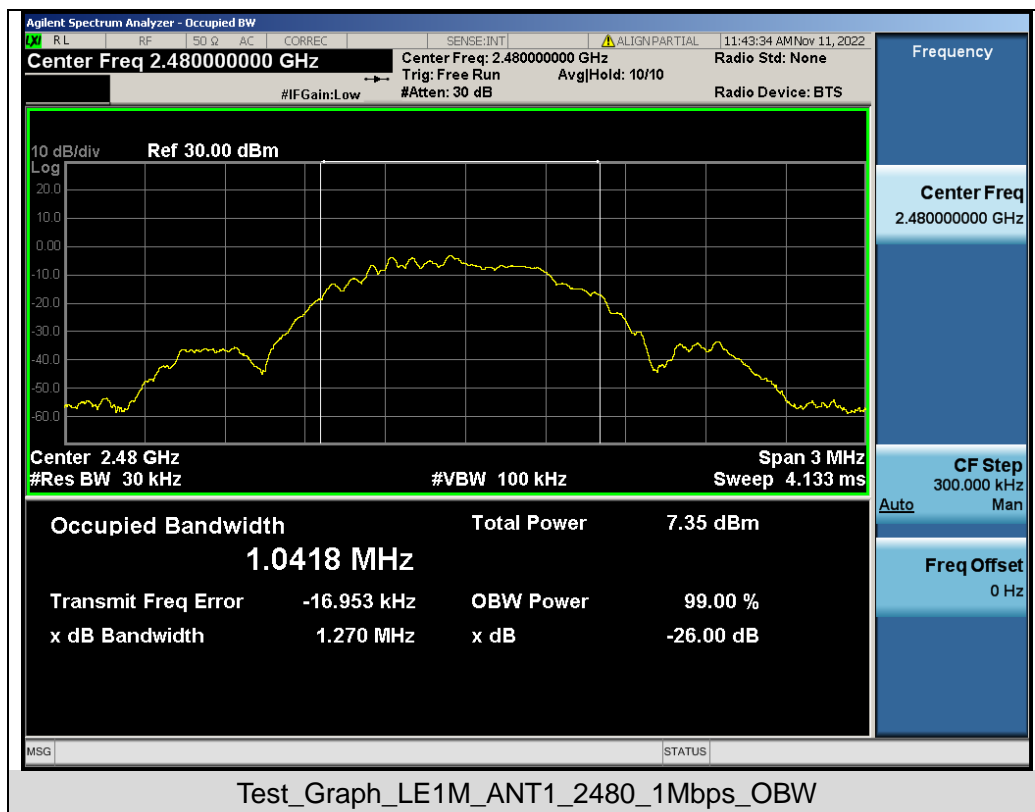 Agilent Spectrum Analyzer - Occupied BW
LXI RL RF 50 Ω AC CORREC SENSE:INT ALIGN PARTIAL 11:43:34 AM Nov 11, 2022
Center Freq 2.480000000 GHz
Center Freq: 2.480000000 GHz
Radio Std: None
Trig: Free Run Avg|Hold: 10/10
#IFGain:Low
#Atten: 30 dB
Radio Device: BTS
Frequency
10 dB/div Ref 30.00 dBm
Log
20.0
10.0
0.00
-10.0
-20.0
-30.0
-40.0
-50.0
-60.0
Center 2.48 GHz Span 3 MHz
#Res BW 30 kHz #VBW 100 kHz Sweep 4.133 ms
Center Freq
2.480000000 GHz
CF Step
300.000 kHz
Auto Man
Freq Offset
0 Hz
Occupied Bandwidth Total Power 7.35 dBm
1.0418 MHz
Transmit Freq Error -16.953 kHz OBW Power 99.00 %
x dB Bandwidth 1.270 MHz x dB -26.00 dB
MSG STATUS
Test_Graph_LE1M_ANT1_2480_1Mbps_OBW